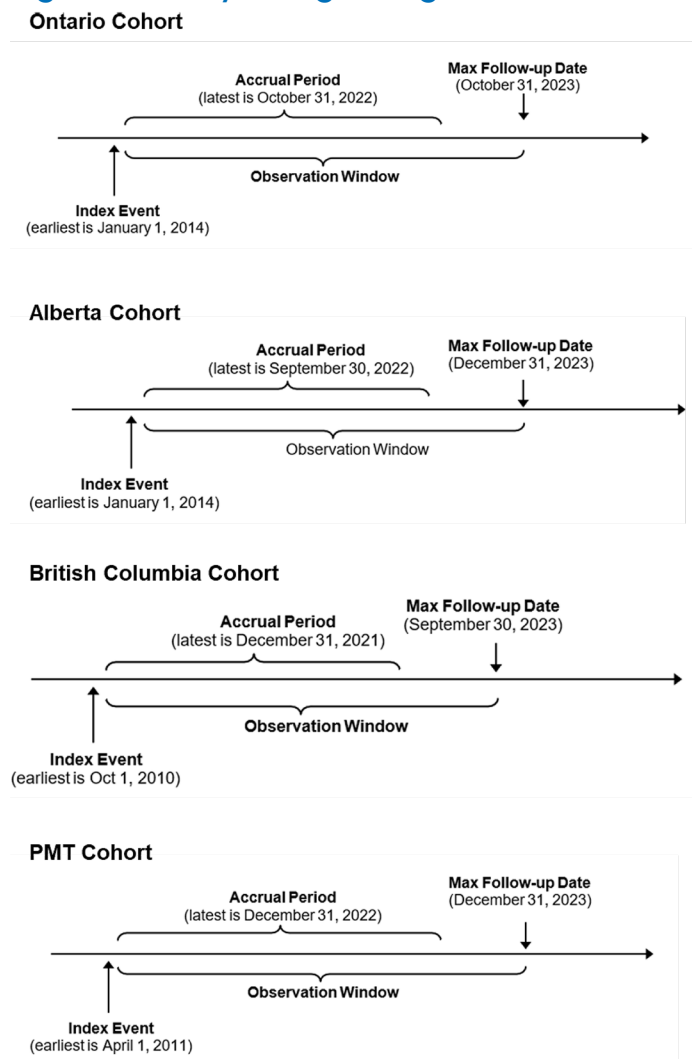 Ontario Cohort
Accrual Period
(latest is October 31, 2022)
Max Follow-up Date
(October 31, 2023)
Observation Window
Index Event
(earliest is January 1, 2014)
Alberta Cohort
Accrual Period
(latest is September 30, 2022)
Max Follow-up Date
(December 31, 2023)
Observation Window
Index Event
(earliest is January 1, 2014)
British Columbia Cohort
Accrual Period
(latest is December 31, 2021)
Max Follow-up Date
(September 30, 2023)
Observation Window
Index Event
(earliest is Oct 1, 2010)
PMT Cohort
Accrual Period
(latest is December 31, 2022)
Max Follow-up Date
(December 31, 2023)
Observation Window
Index Event
(earliest is April 1, 2011)